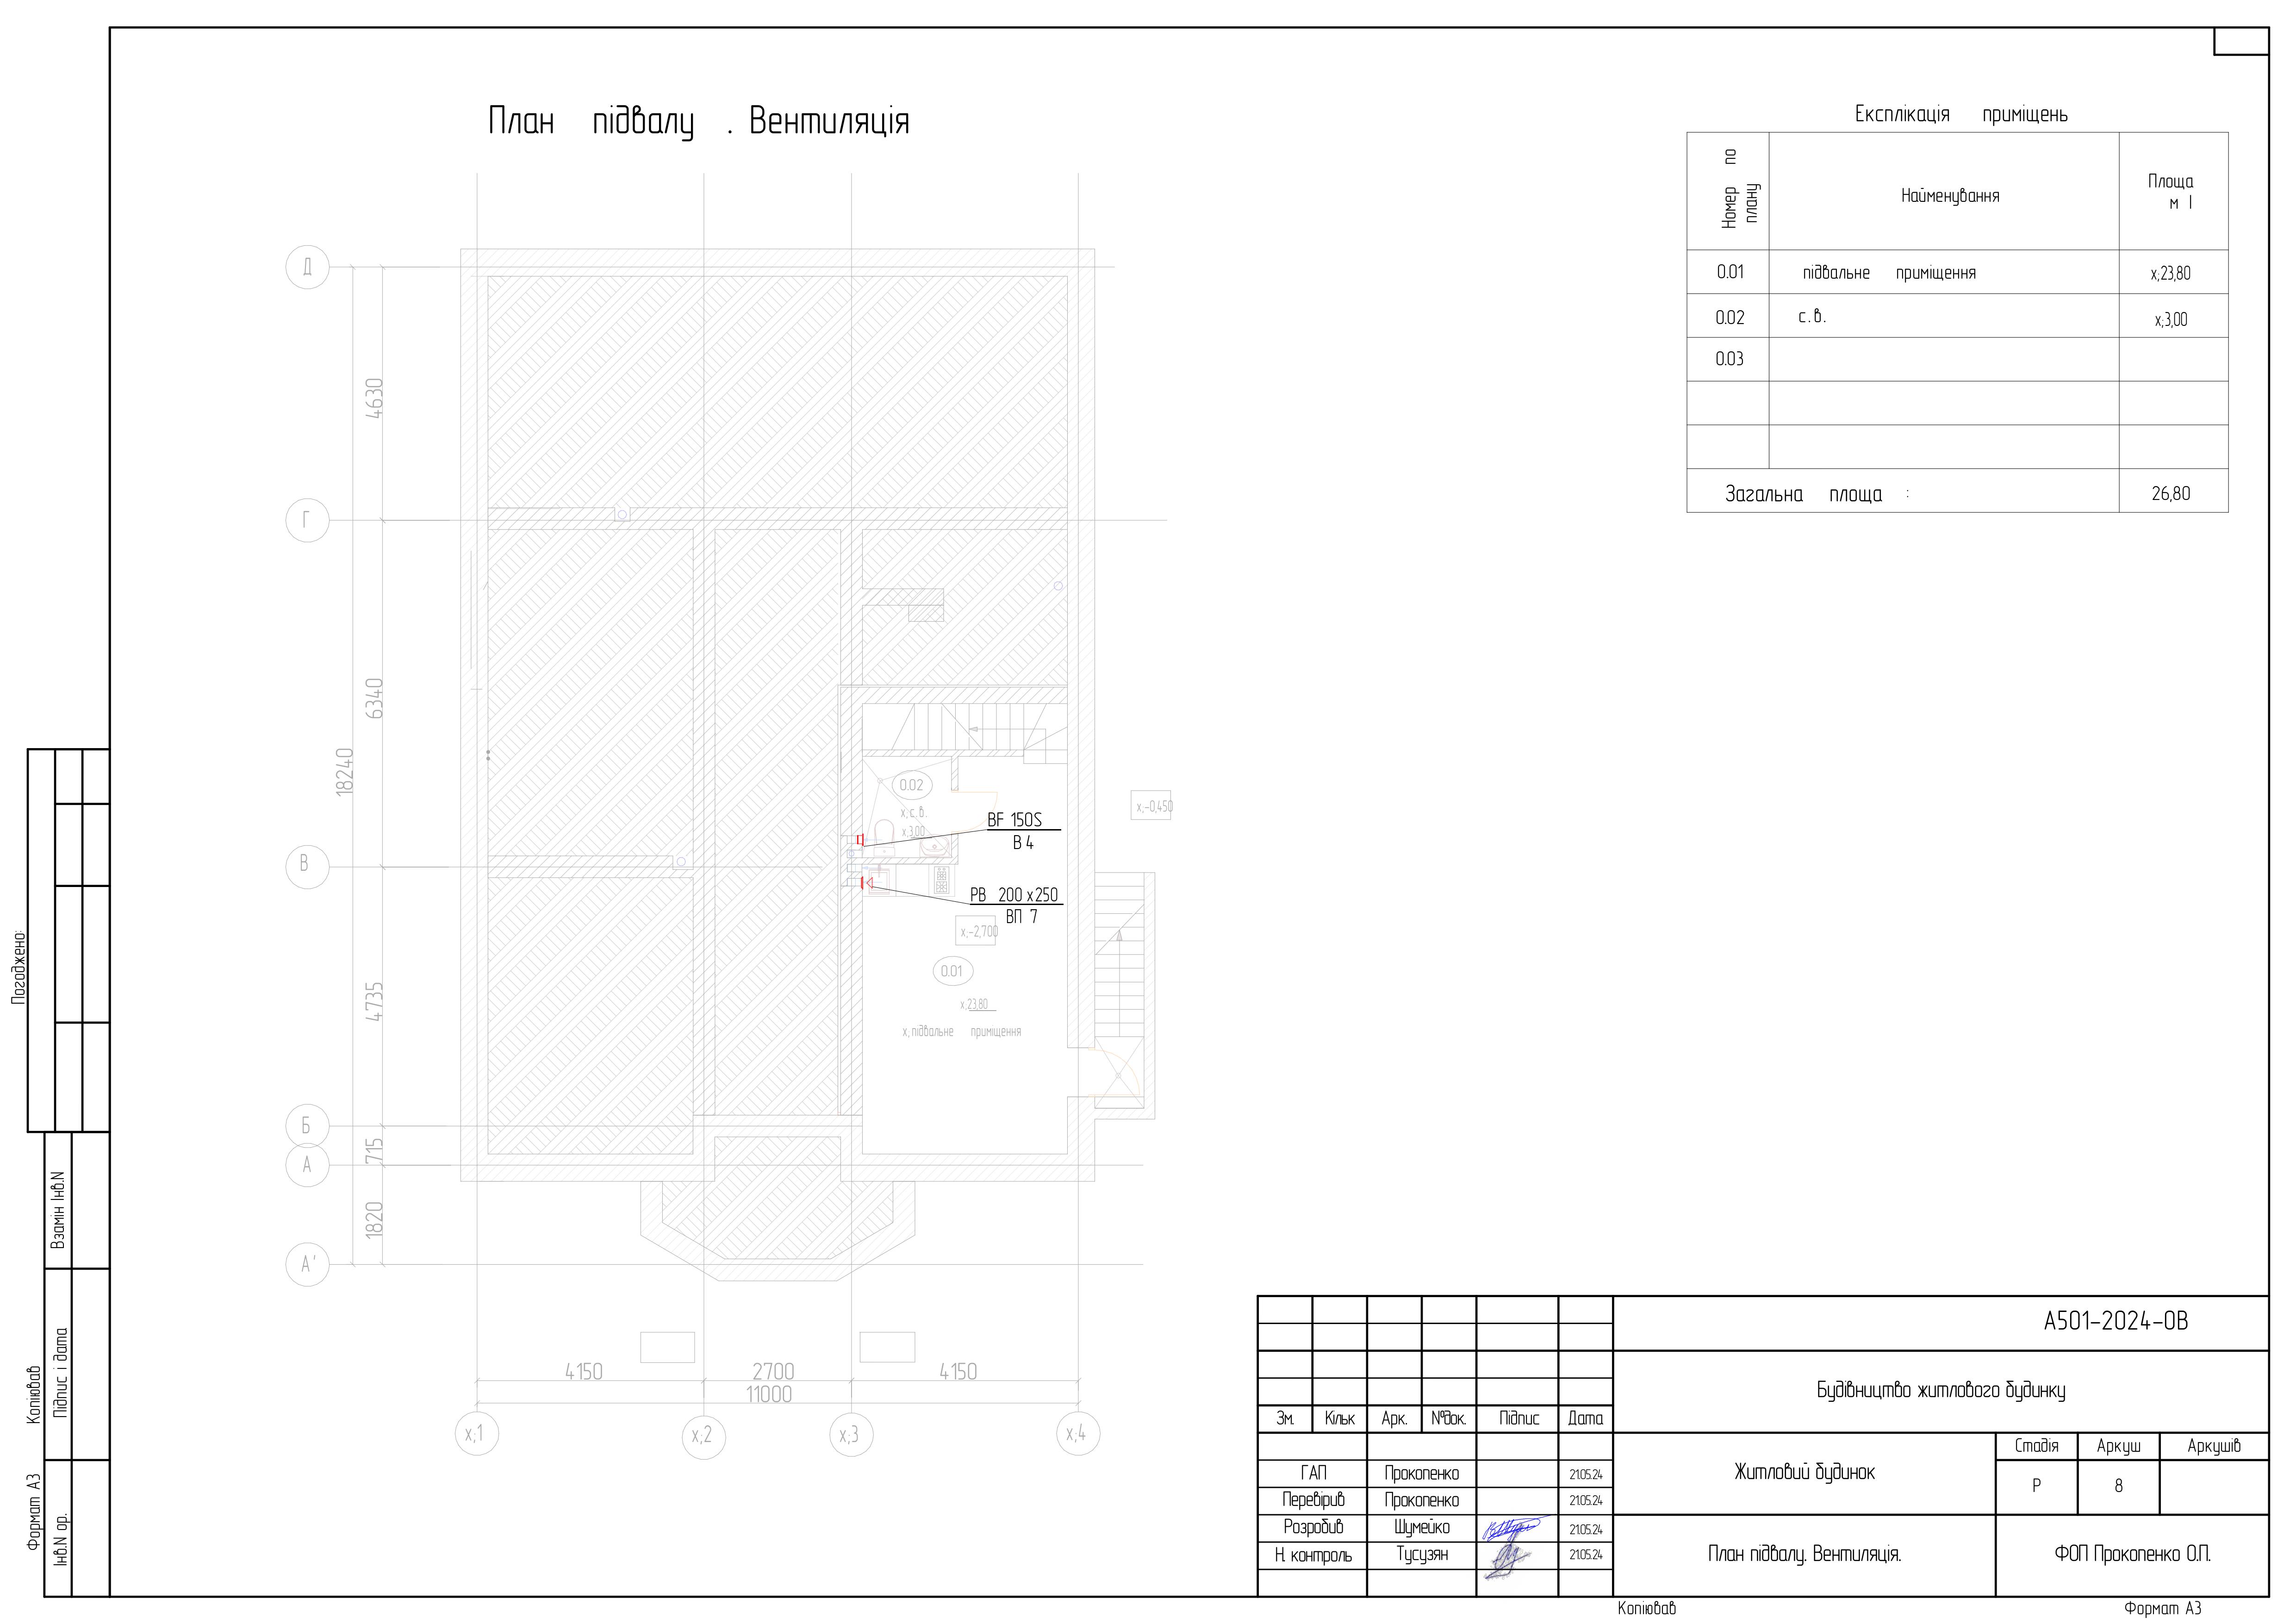 План підвалу . Вентиляція
Експлікація приміщень
Номер по
плану
Найменування
Площа
м І
0.01 підвальне приміщення х;23,80
0.02 с.в. х;3,00
0.03
Загальна площа : 26,80
Д
Г
В
Б
А
А'
4630
6340
18240
4735
715
1820
0.02
х; с.в.
х;3,00
BF 150S
В 4
РВ 200 х250
ВП 7
х;-0,450
х;-2,700
0.01
х;23,80
х; підвальне приміщення
4150 2700 4150
11000
х;1 х;2 х;3 х;4
Погоджено:
Взамін Інв.N
Підпис і дата
Інв.N ор.
Копіював
Формат А3
А501-2024-ОВ
Будівництво житлового будинку
Зм. Кільк Арк. №док. Підпис Дата
Житловий будинок
Стадія Аркуш Аркушів
Р 8
ГАП Прокопенко 21.05.24
Перевірив Прокопенко 21.05.24
Розробив Шумейко 21.05.24
Н. контроль Тусузян 21.05.24
План підвалу. Вентиляція.
ФОП Прокопенко О.П.
Копіював
Формат А3